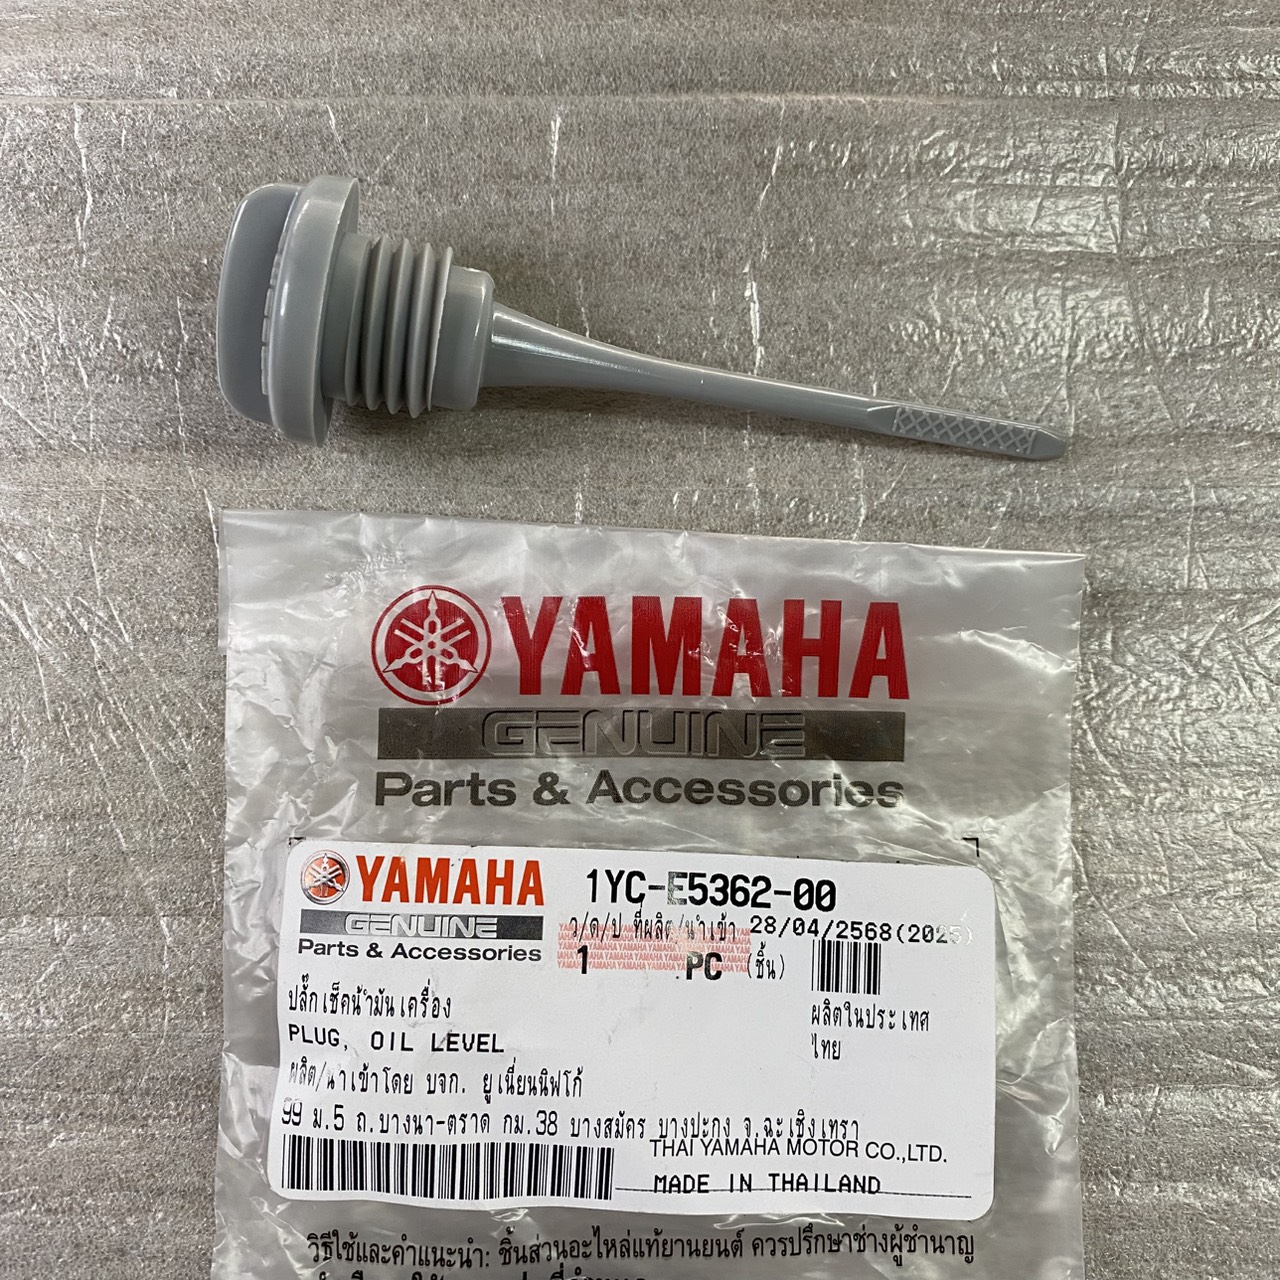 YAMAHA
GENUINE
Parts & Accessories
YAMAHA 1YC-E5362-00
GENUINE
Parts & Accessories
ว/ด/ป ที่ผลิต/นำเข้า 28/04/2568(2025)
1 PC (ชิ้น)
ปลั๊กเช็คน้ำมันเครื่อง
PLUG, OIL LEVEL
ผลิตในประเทศ
ไทย
ผลิต/นำเข้าโดย บจก. ยูเนี่ยนนิฟโก้
99 ม.5 ถ.บางนา-ตราด กม.38 บางสมัคร บางปะกง จ.ฉะเชิงเทรา
THAI YAMAHA MOTOR CO.,LTD.
MADE IN THAILAND
วิธีใช้และคำแนะนำ: ชิ้นส่วนอะไหล่แท้ยานยนต์ ควรปรึกษาช่างผู้ชำนาญ